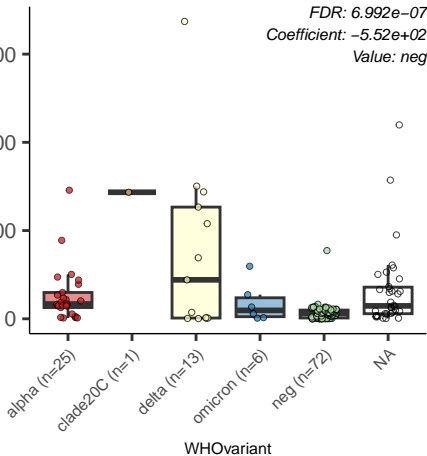 FDR: 6.992e−07
Coefficient: −5.52e+02
Value: neg
00
00
00
0
alpha (n=25)
clade20C (n=1)
delta (n=13)
omicron (n=6)
neg (n=72)
NA
WHOvariant